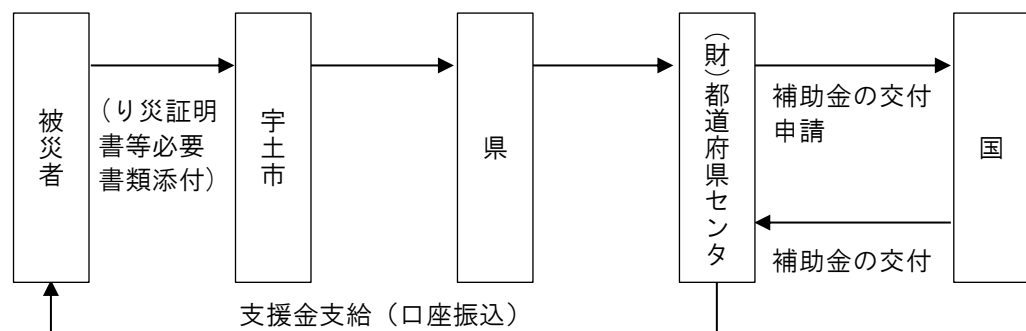 被災者
（り災証明
書等必要
書類添付）
宇土市
県
（財）都道府県センタ
補助金の交付
申請
補助金の交付
国
支援金支給（口座振込）